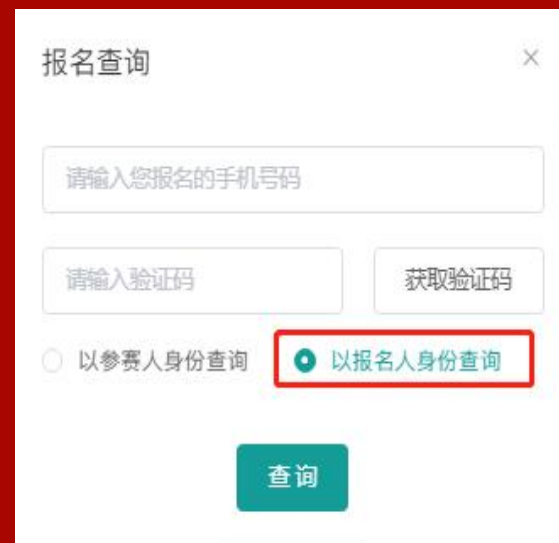 报名查询
请输入您报名的手机号码
请输入验证码 获取验证码
以参赛人身份查询 以报名人身份查询
查询